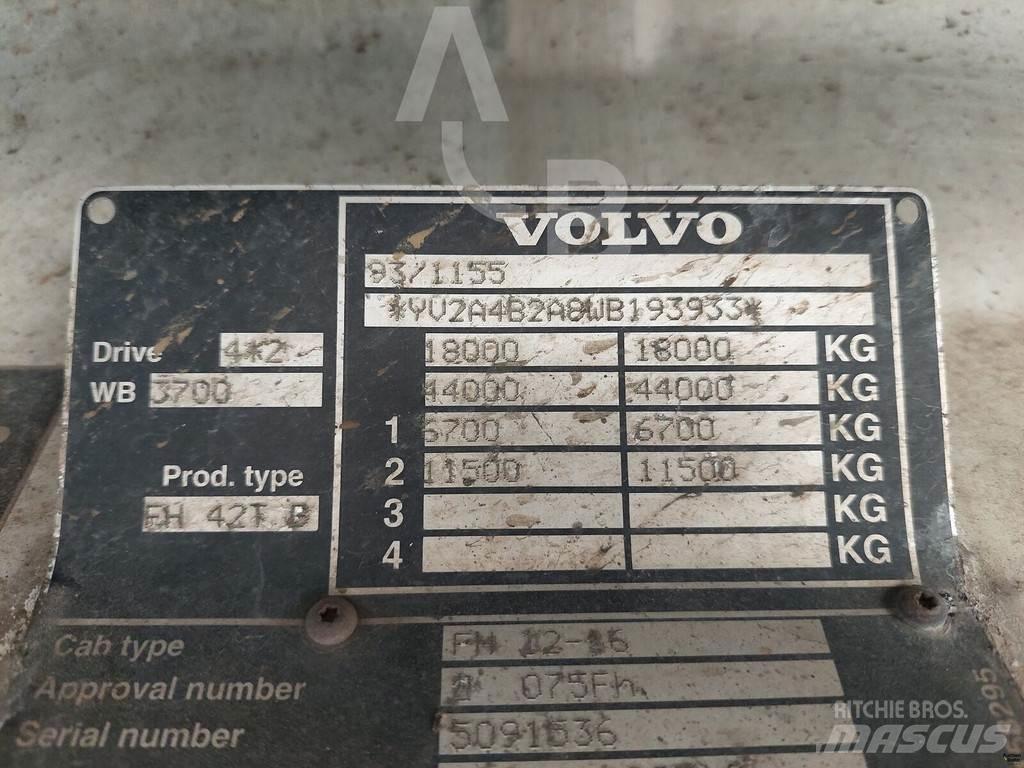 VOLVO
93/1155
*YV2A4B2A8WB193933*
Drive 4*2 18000 18000 KG
WB 3700 44000 44000 KG
1 6700 6700 KG
Prod. type 2 11500 11500 KG
FH 42T B 3 KG
4 KG
Cab type FH 12-16
Approval number 075Fh
Serial number 5091636
295
RITCHIE BROS.
MASCUS